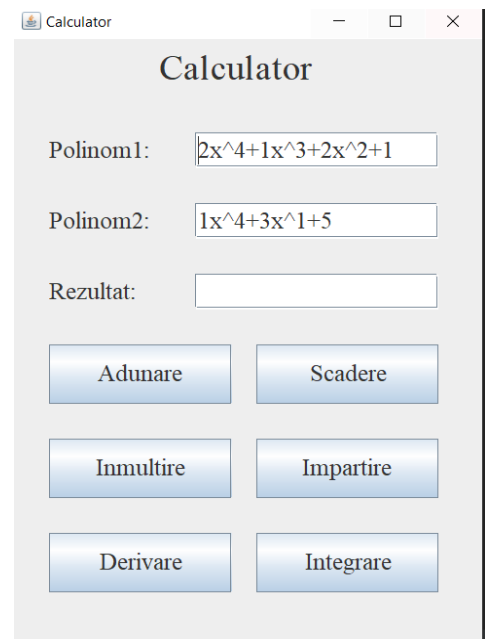 Calculator
Calculator
Polinom1: 2x^4+1x^3+2x^2+1
Polinom2: 1x^4+3x^1+5
Rezultat:
Adunare Scadere
Inmultire Impartire
Derivare Integrare